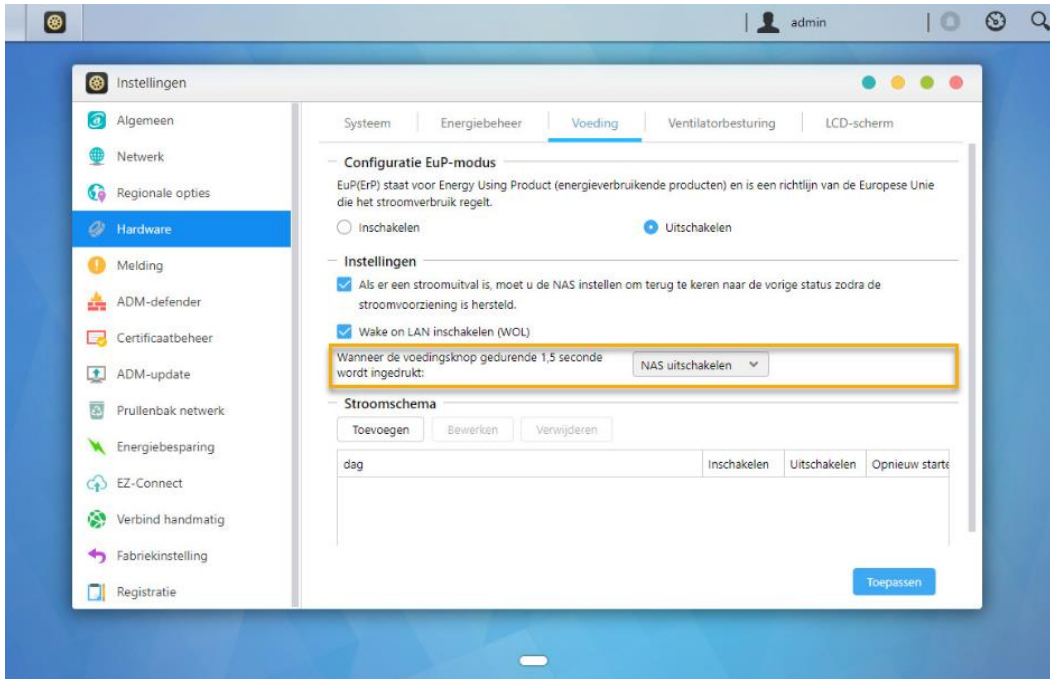 admin
Instellingen
Algemeen
Netwerk
Regionale opties
Hardware
Melding
ADM-defender
Certificaatbeheer
ADM-update
Prullenbak netwerk
Energiebesparing
EZ-Connect
Verbind handmatig
Fabriekinstelling
Registratie
Systeem Energiebeheer Voeding Ventilatorbesturing LCD-scherm
Configuratie EuP-modus
EuP(ErP) staat voor Energy Using Product (energieverbruikende producten) en is een richtlijn van de Europese Unie
die het stroomverbruik regelt.
Inschakelen Uitschakelen
Instellingen
Als er een stroomuitval is, moet u de NAS instellen om terug te keren naar de vorige status zodra de
stroomvoorziening is hersteld.
Wake on LAN inschakelen (WOL)
Wanneer de voedingsknop gedurende 1,5 seconde
wordt ingedrukt:
NAS uitschakelen
Stroomschema
Toevoegen Bewerken Verwijderen
dag Inschakelen Uitschakelen Opnieuw starte
Toepassen